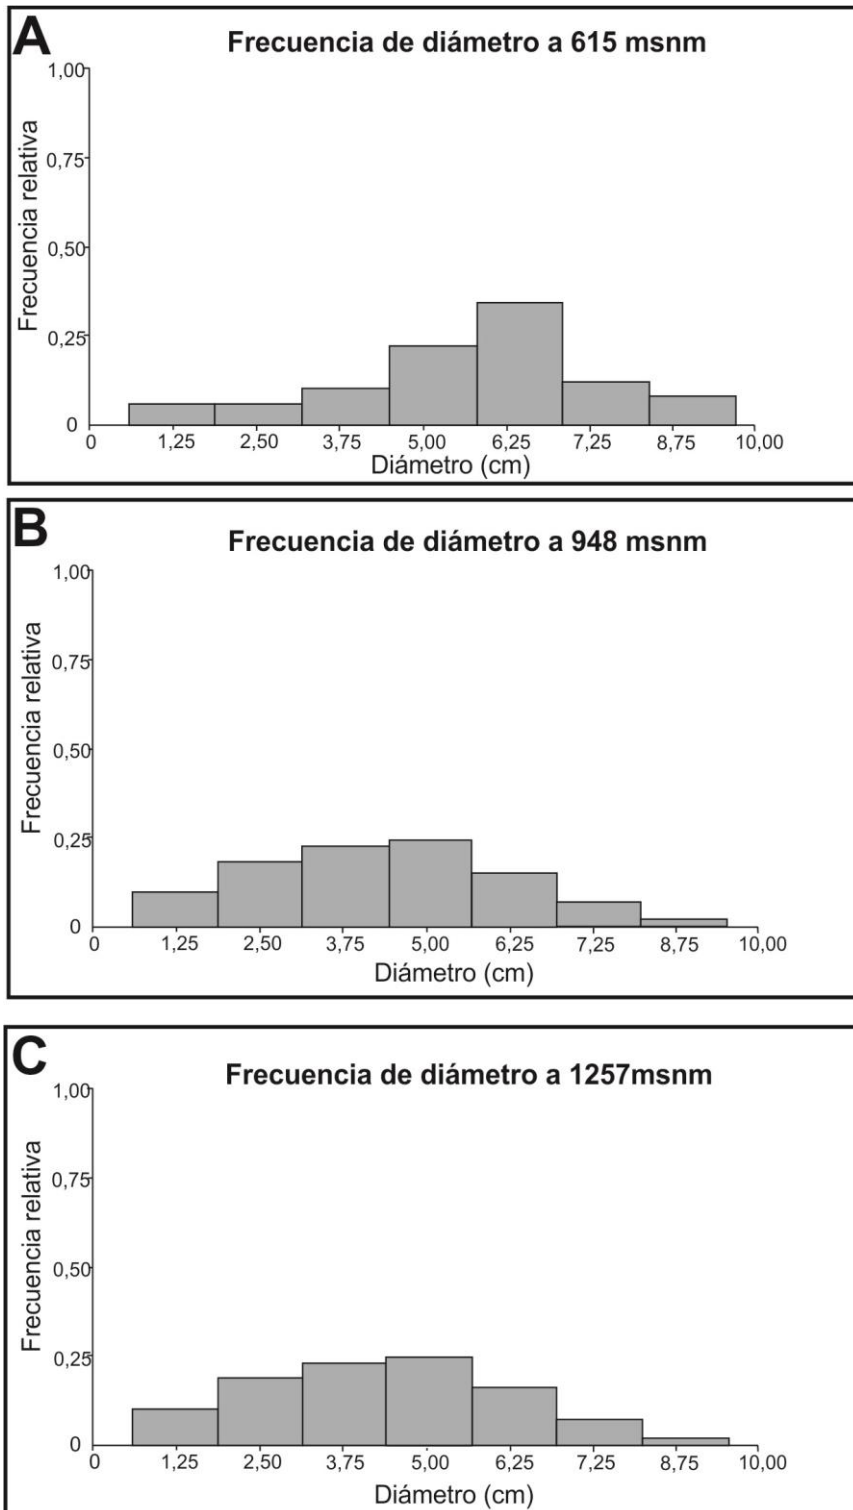 A
Frecuencia de diámetro a 615 msnm
Frecuencia relativa
1,00
0,75
0,50
0,25
0
0 1,25 2,50 3,75 5,00 6,25 7,25 8,75 10,00
Diámetro (cm)
B
Frecuencia de diámetro a 948 msnm
Frecuencia relativa
1,00
0,75
0,50
0,25
0
0 1,25 2,50 3,75 5,00 6,25 7,25 8,75 10,00
Diámetro (cm)
C
Frecuencia de diámetro a 1257msnm
Frecuencia relativa
1,00
0,75
0,50
0,25
0
0 1,25 2,50 3,75 5,00 6,25 7,25 8,75 10,00
Diámetro (cm)